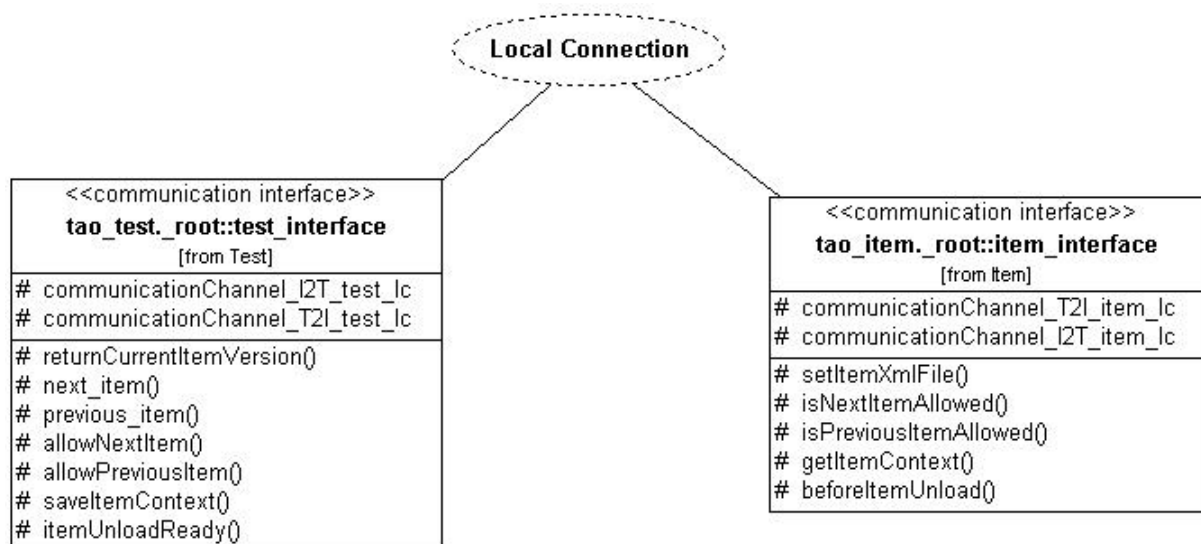 Local Connection
<<communication interface>>
tao_test._root::test_interface
[from Test]
# communicationChannel_I2T_test_lc
# communicationChannel_T2I_test_lc
# returnCurrentItemVersion()
# next_item()
# previous_item()
# allowNextItem()
# allowPreviousItem()
# saveItemContext()
# itemUnloadReady()
<<communication interface>>
tao_item._root::item_interface
[from Item]
# communicationChannel_T2I_item_lc
# communicationChannel_I2T_item_lc
# setItemXmlFile()
# isNextItemAllowed()
# isPreviousItemAllowed()
# getItemContext()
# beforeItemUnload()